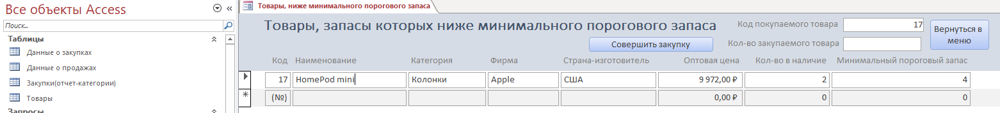 Все объекты Access
Поиск...
Таблицы
Данные о закупках
Данные о продажах
Закупки(отчет-категории)
Товары
Запросы
Товары, ниже минимального порогового запаса
Товары, запасы которых ниже минимального порогового запаса
Код покупаемого товара 17
Вернуться в меню
Совершить закупку
Кол-во закупаемого товара
Код Наименование Категория Фирма Страна-изготовитель Оптовая цена Кол-во в наличие Минимальный пороговый запас
17 HomePod mini Колонки Apple США 9 972,00 ₽ 2 4
(№) 0,00 ₽ 0 0